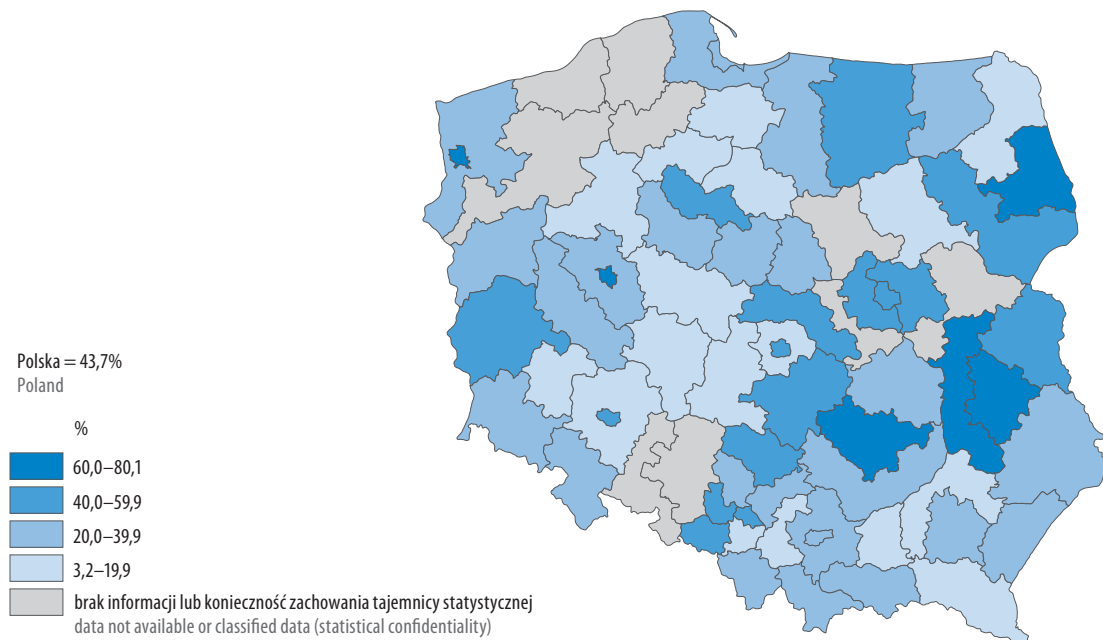 Polska = 43,7%
Poland
%
60,0–80,1
40,0–59,9
20,0–39,9
3,2–19,9
brak informacji lub konieczność zachowania tajemnicy statystycznej
data not available or classified data (statistical confidentiality)